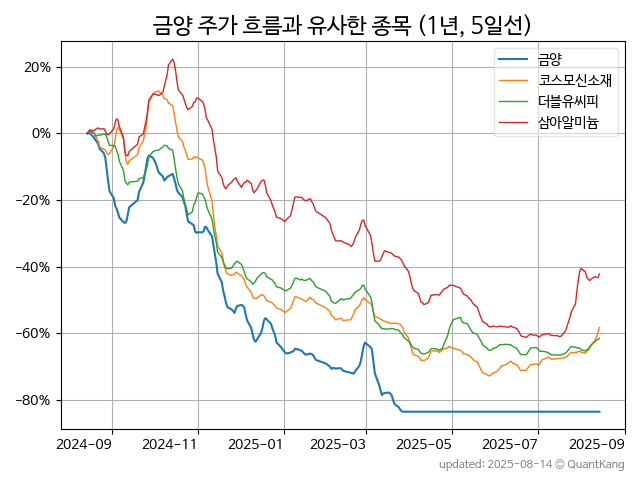 금양 주가 흐름과 유사한 종목 (1년, 5일선)
금양
코스모신소재
더블유씨피
삼아알미늄
20%
0%
−20%
−40%
−60%
−80%
2024-09 2024-11 2025-01 2025-03 2025-05 2025-07 2025-09
updated: 2025-08-14 © QuantKang